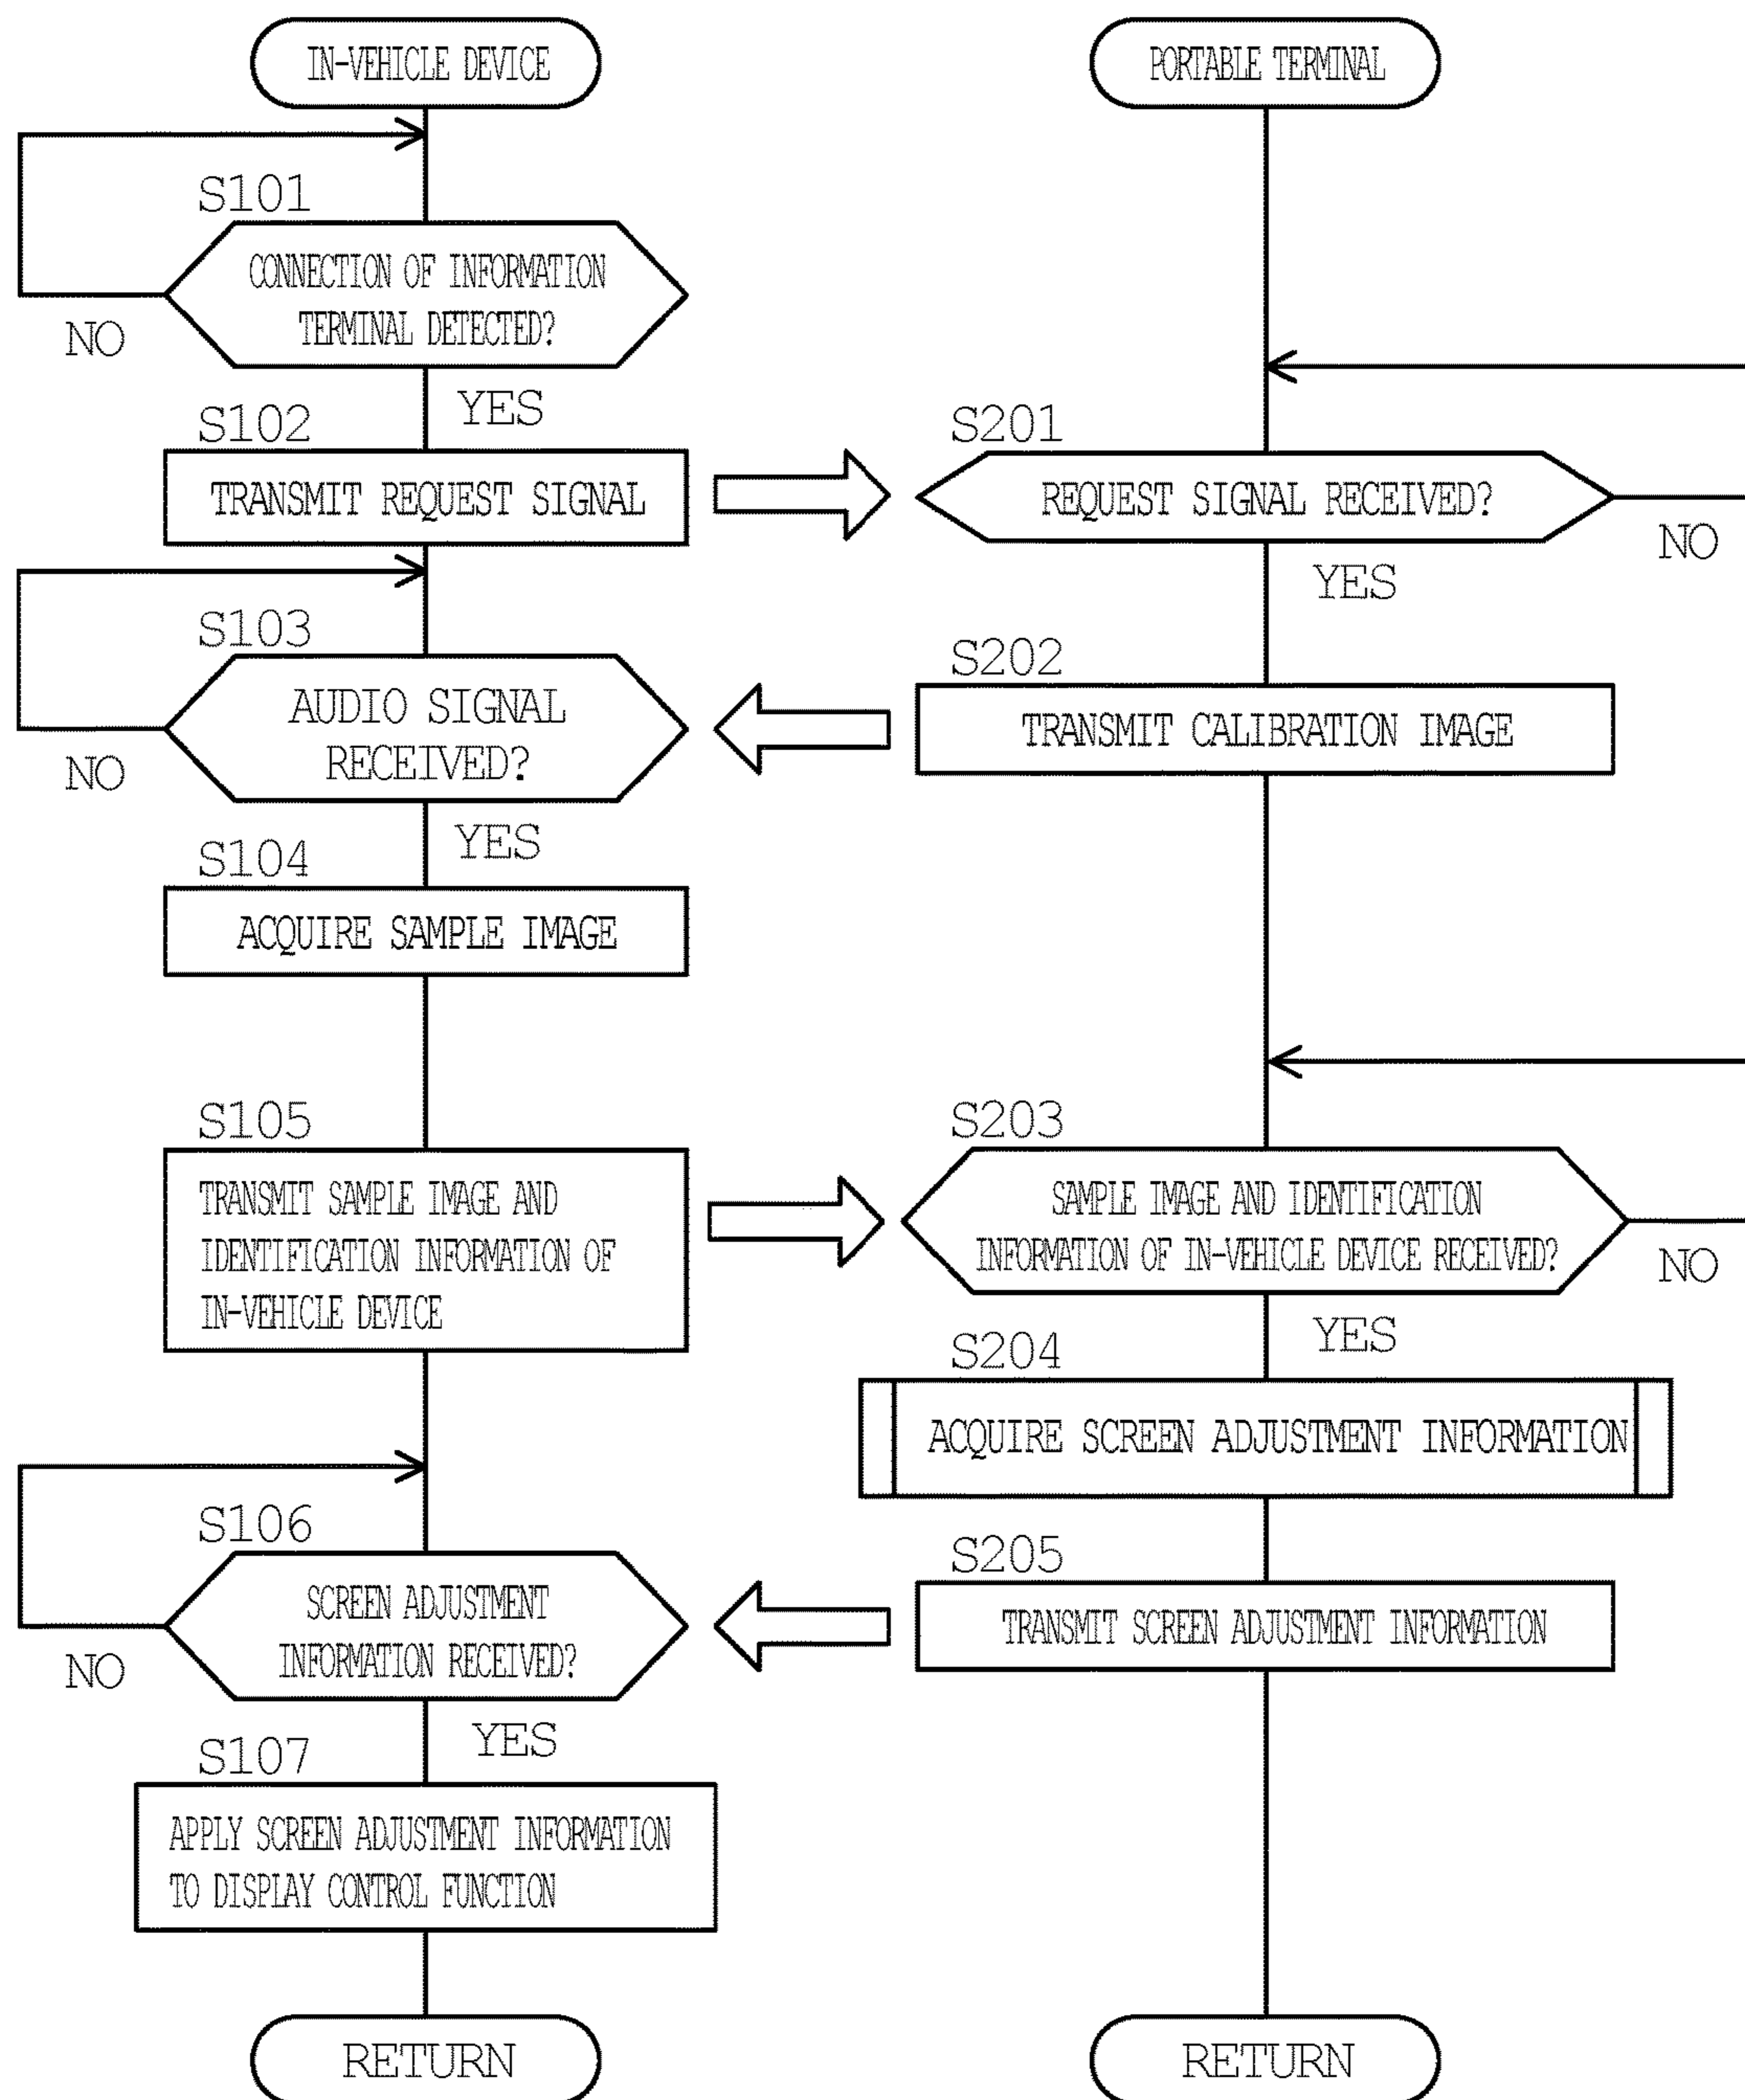 IN-VEHICLE DEVICE
PORTABLE TERMINAL
S101
CONNECTION OF INFORMATION
TERMINAL DETECTED?
NO
YES
S102
TRANSMIT REQUEST SIGNAL
S201
REQUEST SIGNAL RECEIVED?
NO
YES
S103
AUDIO SIGNAL
RECEIVED?
NO
YES
S202
TRANSMIT CALIBRATION IMAGE
S104
ACQUIRE SAMPLE IMAGE
S105
TRANSMIT SAMPLE IMAGE AND
IDENTIFICATION INFORMATION OF
IN-VEHICLE DEVICE
S203
SAMPLE IMAGE AND IDENTIFICATION
INFORMATION OF IN-VEHICLE DEVICE RECEIVED?
NO
YES
S204
ACQUIRE SCREEN ADJUSTMENT INFORMATION
S106
SCREEN ADJUSTMENT
INFORMATION RECEIVED?
NO
YES
S205
TRANSMIT SCREEN ADJUSTMENT INFORMATION
S107
APPLY SCREEN ADJUSTMENT INFORMATION
TO DISPLAY CONTROL FUNCTION
RETURN
RETURN